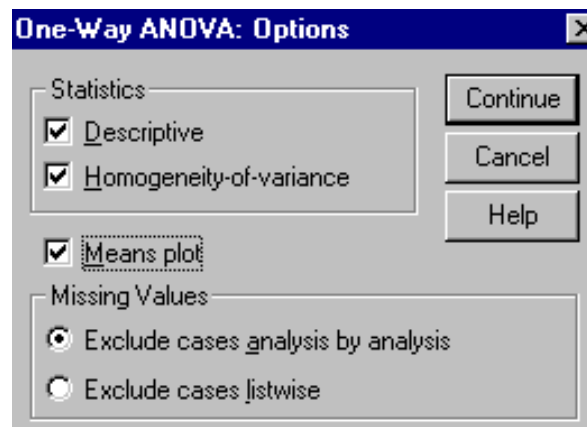 One-Way ANOVA: Options
Statistics
Descriptive
Homogeneity-of-variance
Means plot
Missing Values
Exclude cases analysis by analysis
Exclude cases listwise
Continue
Cancel
Help